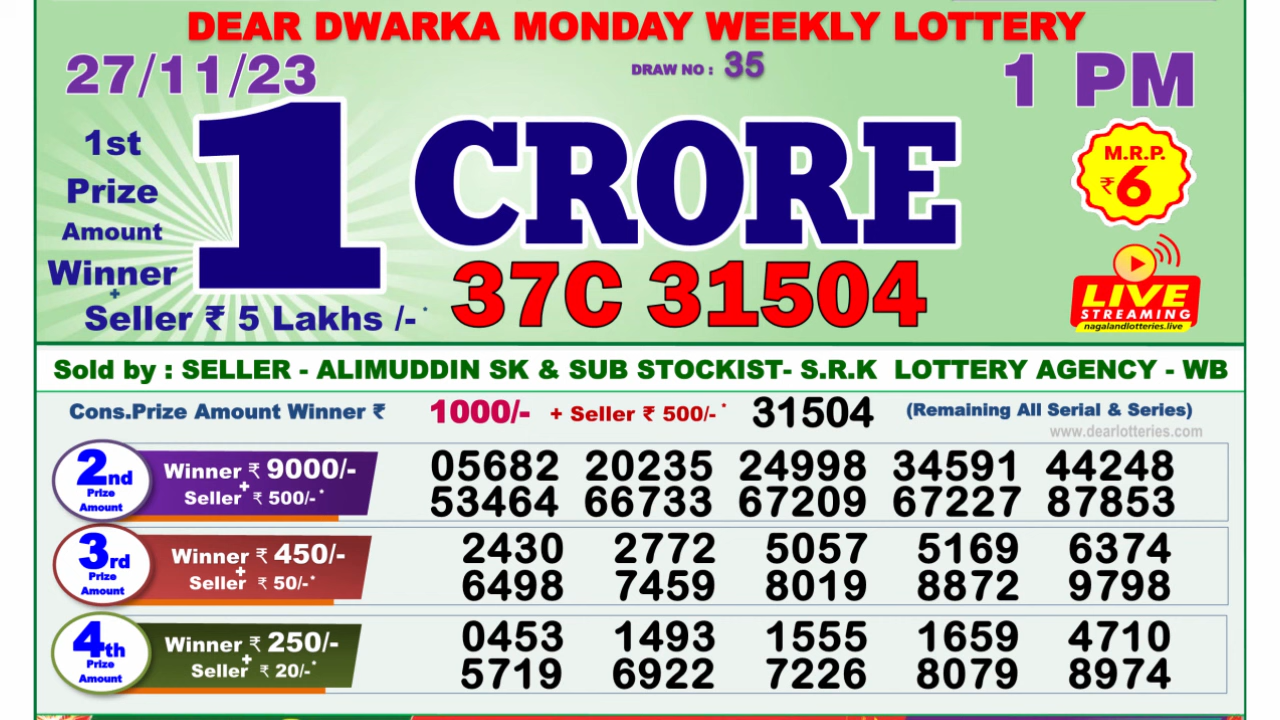 DEAR DWARKA MONDAY WEEKLY LOTTERY
27/11/23
DRAW NO : 35
1 PM
1st
Prize
Amount
Winner
+
Seller ₹ 5 Lakhs /-*
1 CRORE
37C 31504
M.R.P.
₹6
LIVE
STREAMING
nagalandlotteries.live
Sold by : SELLER - ALIMUDDIN SK & SUB STOCKIST- S.R.K LOTTERY AGENCY - WB
Cons.Prize Amount Winner ₹ 1000/- + Seller ₹ 500/-* 31504 (Remaining All Serial & Series)
www.dearlotteries.com
2nd
Prize
Amount
Winner ₹ 9000/-
+
Seller ₹ 500/-*
05682 20235 24998 34591 44248
53464 66733 67209 67227 87853
3rd
Prize
Amount
Winner ₹ 450/-
+
Seller ₹ 50/-*
2430 2772 5057 5169 6374
6498 7459 8019 8872 9798
4th
Prize
Amount
Winner ₹ 250/-
+
Seller ₹ 20/-*
0453 1493 1555 1659 4710
5719 6922 7226 8079 8974